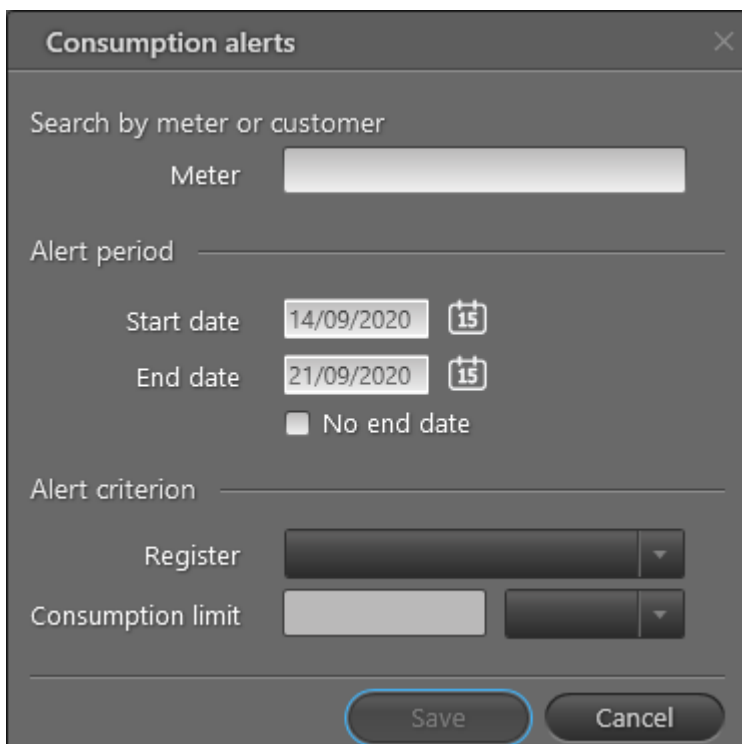 Consumption alerts
Search by meter or customer
Meter
Alert period
Start date 14/09/2020 15
End date 21/09/2020 15
No end date
Alert criterion
Register
Consumption limit
Save Cancel